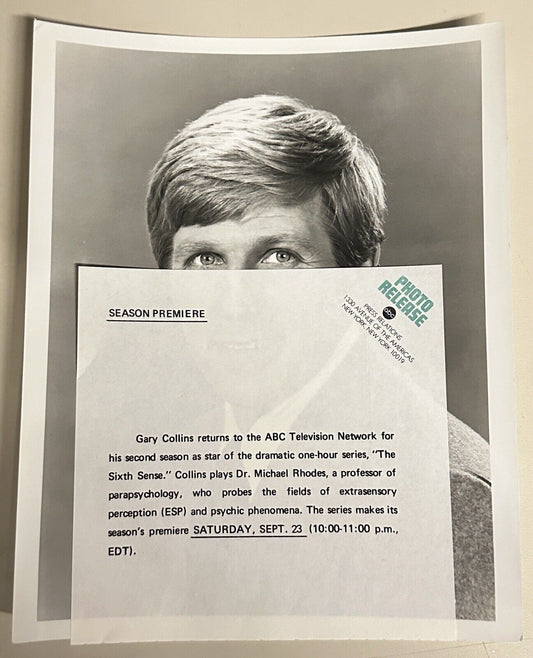 SEASON PREMIERE
PHOTO
RELEASE
abc
PRESS RELATIONS
1330 AVENUE OF THE AMERICAS
NEW YORK, NEW YORK 10019
Gary Collins returns to the ABC Television Network for
his second season as star of the dramatic one-hour series, "The
Sixth Sense." Collins plays Dr. Michael Rhodes, a professor of
parapsychology, who probes the fields of extrasensory
perception (ESP) and psychic phenomena. The series makes its
season's premiere SATURDAY, SEPT. 23 (10:00-11:00 p.m.,
EDT).